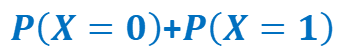 P(X = 0)+P(X = 1)